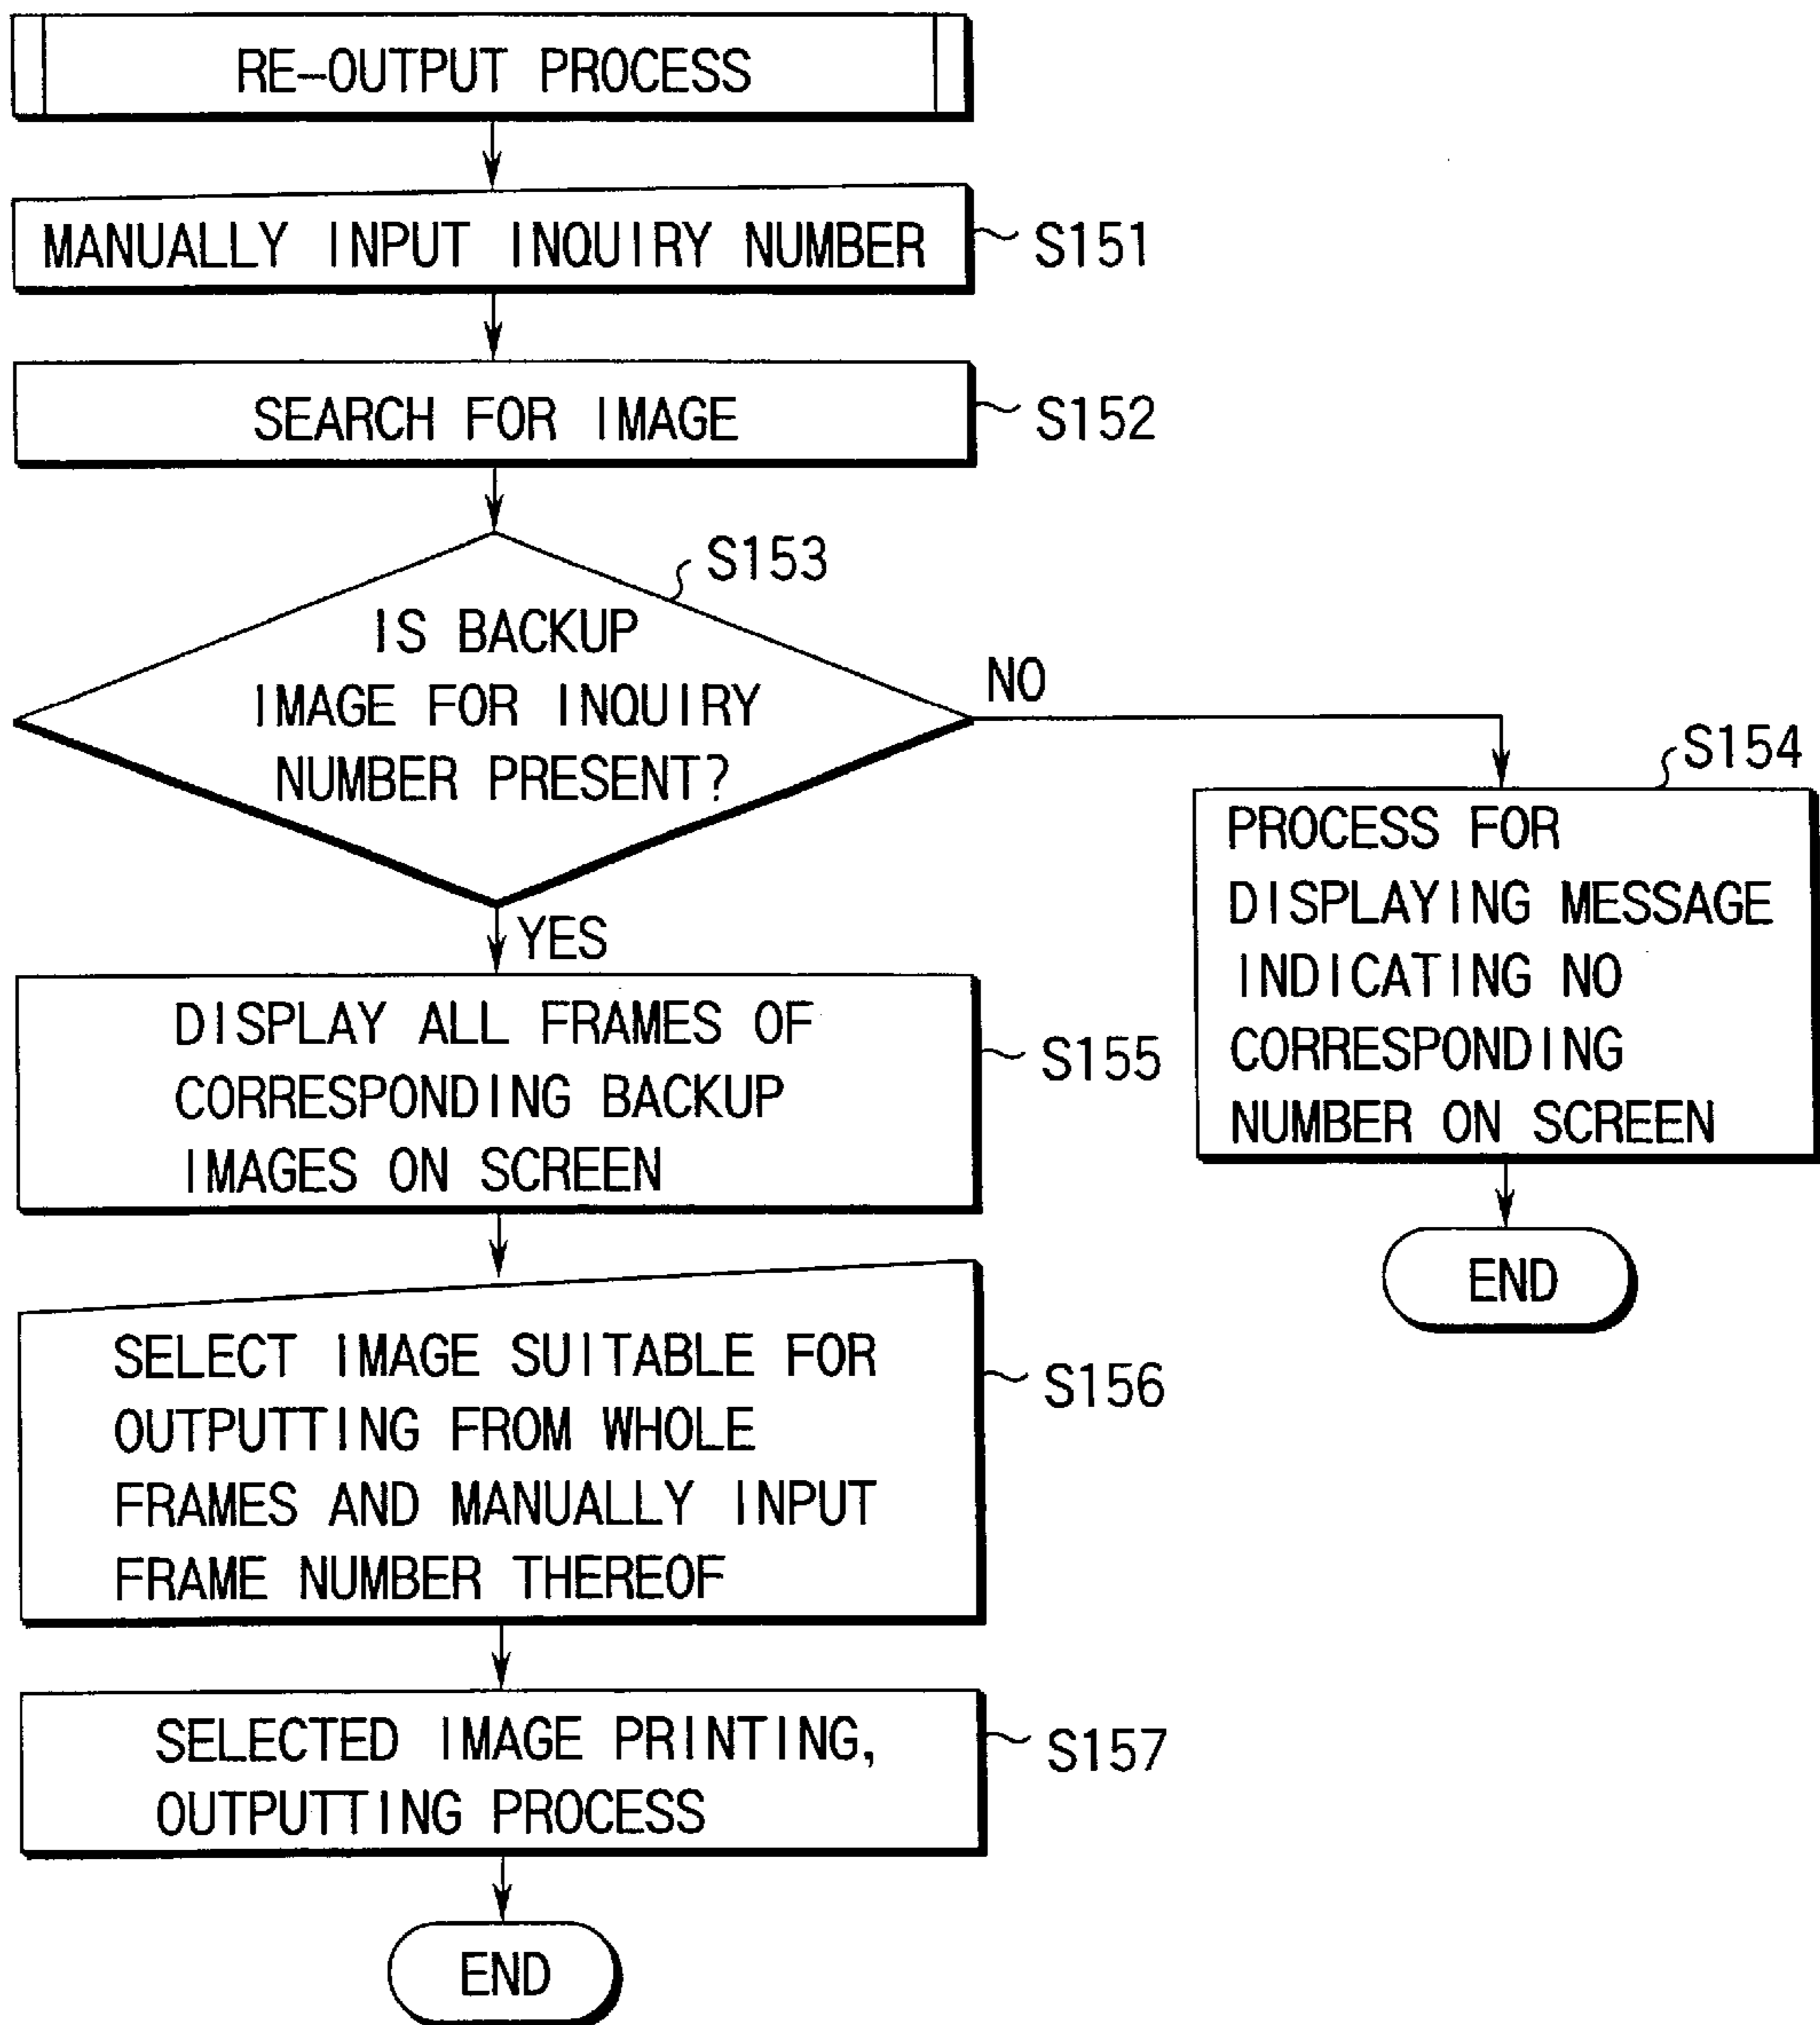 RE-OUTPUT PROCESS
MANUALLY INPUT INQUIRY NUMBER
S151
SEARCH FOR IMAGE
S152
S153
IS BACKUP
IMAGE FOR INQUIRY
NUMBER PRESENT?
NO
S154
PROCESS FOR
DISPLAYING MESSAGE
INDICATING NO
CORRESPONDING
NUMBER ON SCREEN
END
YES
DISPLAY ALL FRAMES OF
CORRESPONDING BACKUP
IMAGES ON SCREEN
S155
SELECT IMAGE SUITABLE FOR
OUTPUTTING FROM WHOLE
FRAMES AND MANUALLY INPUT
FRAME NUMBER THEREOF
S156
SELECTED IMAGE PRINTING,
OUTPUTTING PROCESS
S157
END